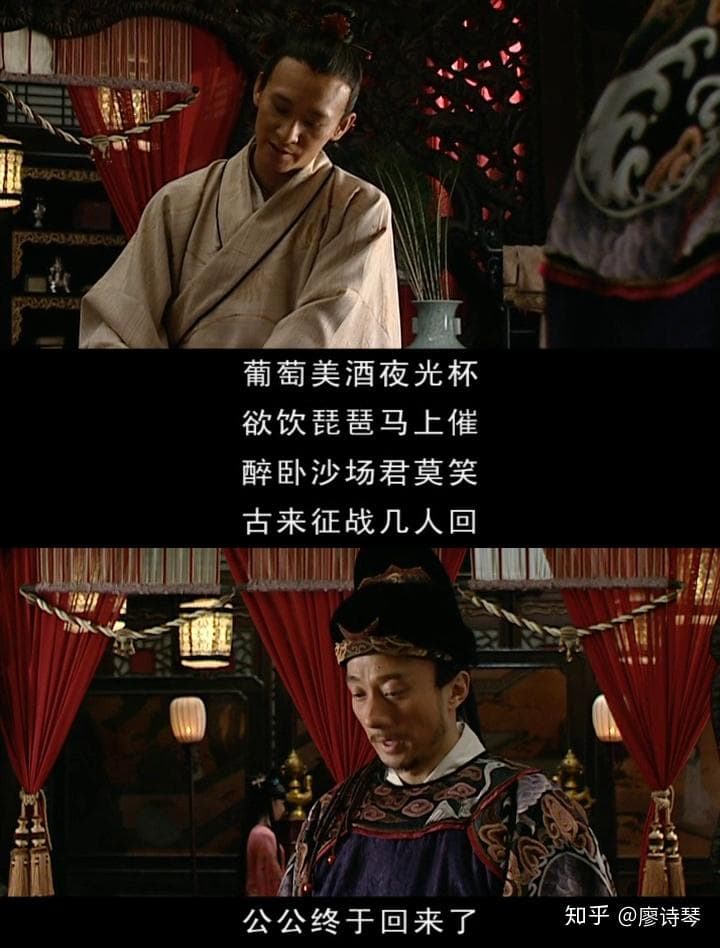 葡萄美酒夜光杯
欲饮琵琶马上催
醉卧沙场君莫笑
古来征战几人回
公公终于回来了
知乎 @廖诗琴